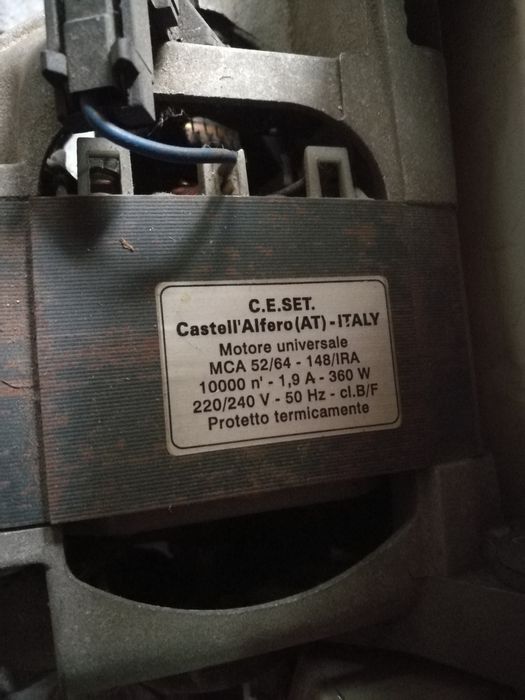 C.E.SET.
Castell'Alfero(AT)-ITALY
Motore universale
MCA 52/64 - 148/IRA
10000 n' - 1,9 A - 360 W
220/240 V - 50 Hz - cl.B/F
Protetto termicamente